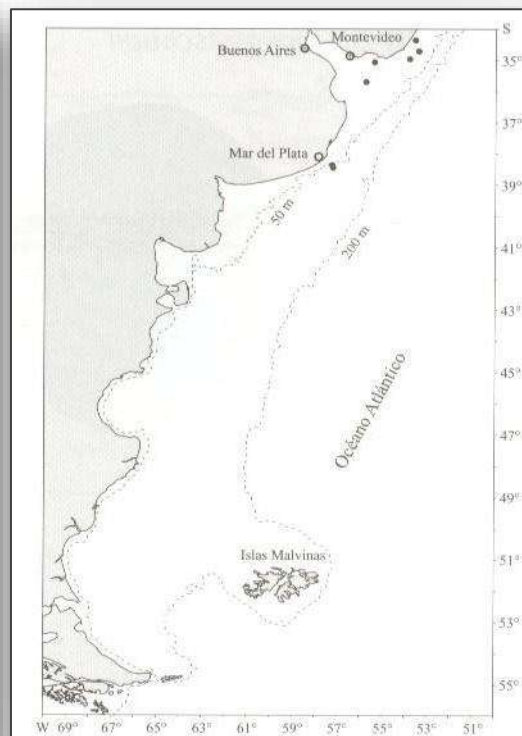 S
Montevideo
Buenos Aires
35°
37°
Mar del Plata
39°
50 m
200 m
41°
43°
45°
Océano Atlántico
47°
49°
Islas Malvinas
51°
53°
55°
W 69° 67° 65° 63° 61° 59° 57° 55° 53° 51°